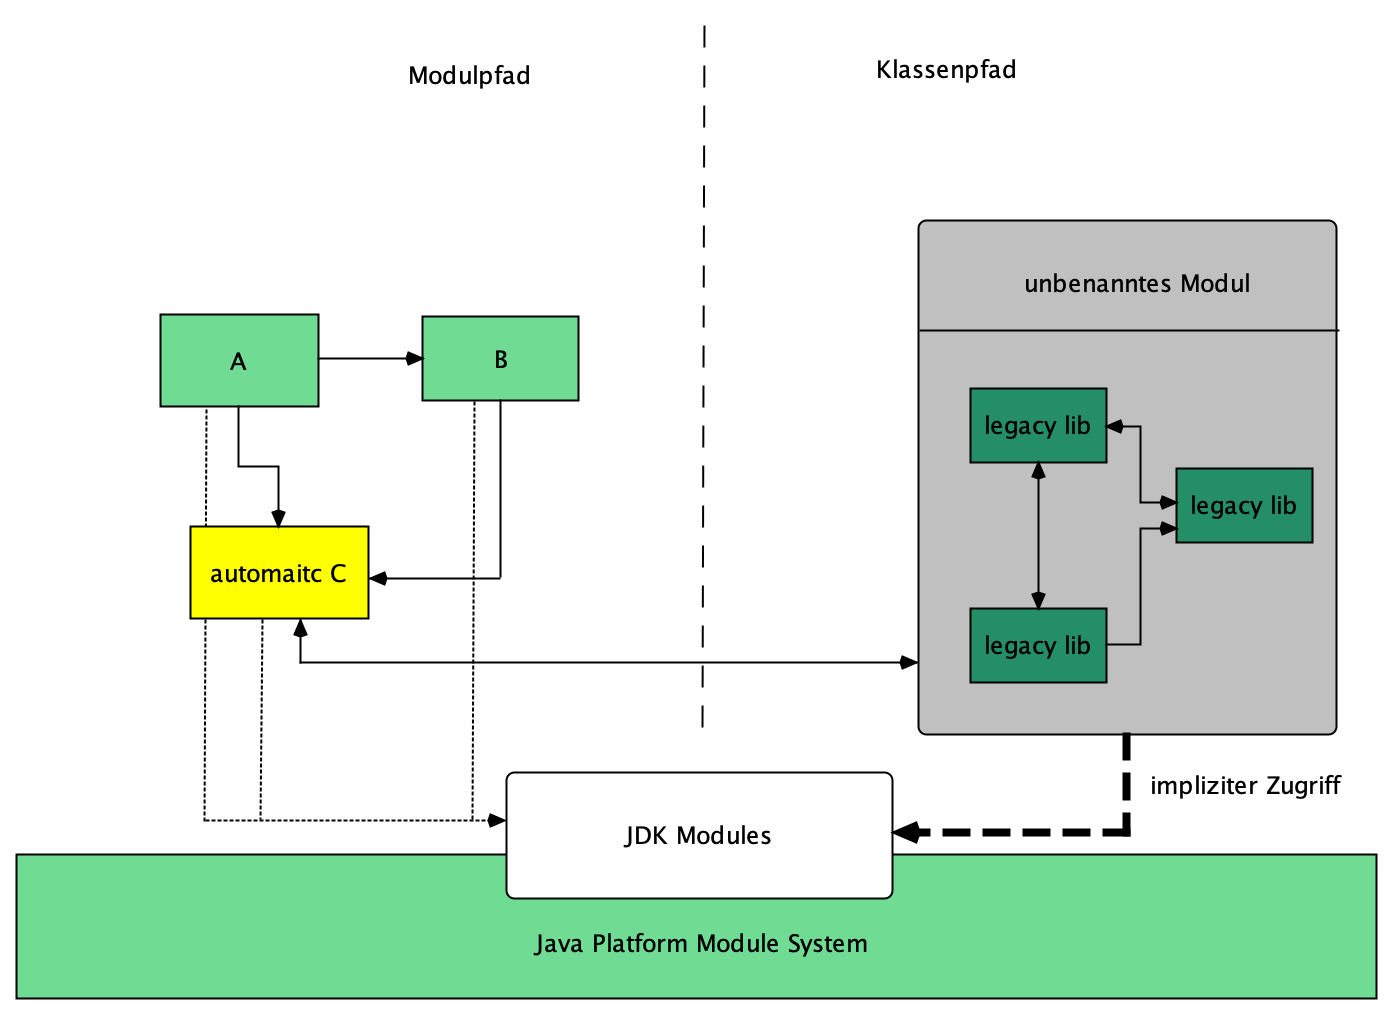 Modulpfad
Klassenpfad
unbenanntes Modul
A
B
legacy lib
legacy lib
automaitc C
legacy lib
impliziter Zugriff
JDK Modules
Java Platform Module System